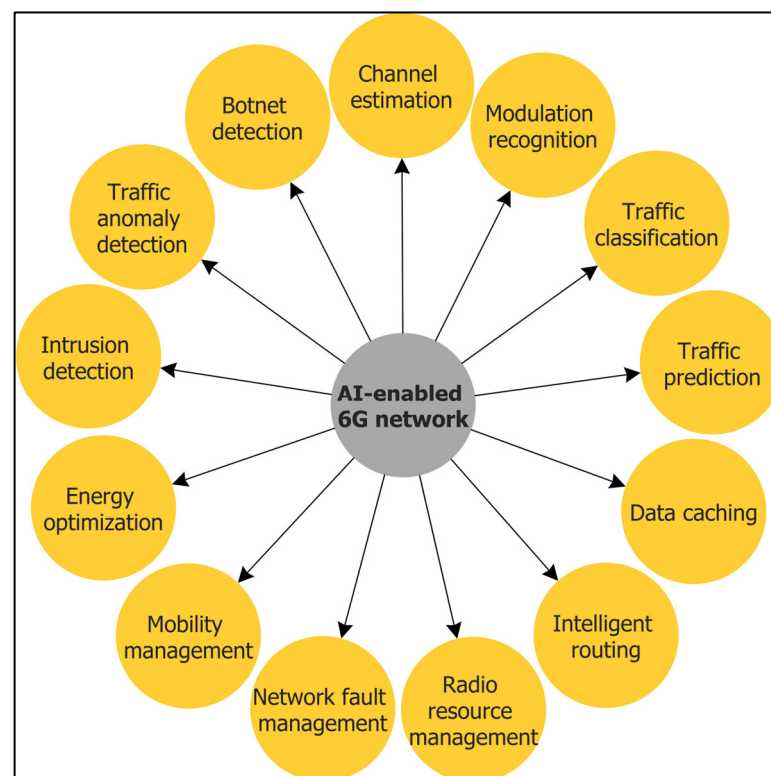 Channel
estimation
Modulation
recognition
Traffic
classification
Traffic
prediction
Data caching
Intelligent
routing
Radio
resource
management
Network fault
management
Mobility
management
Energy
optimization
Intrusion
detection
Traffic
anomaly
detection
Botnet
detection
AI-enabled
6G network